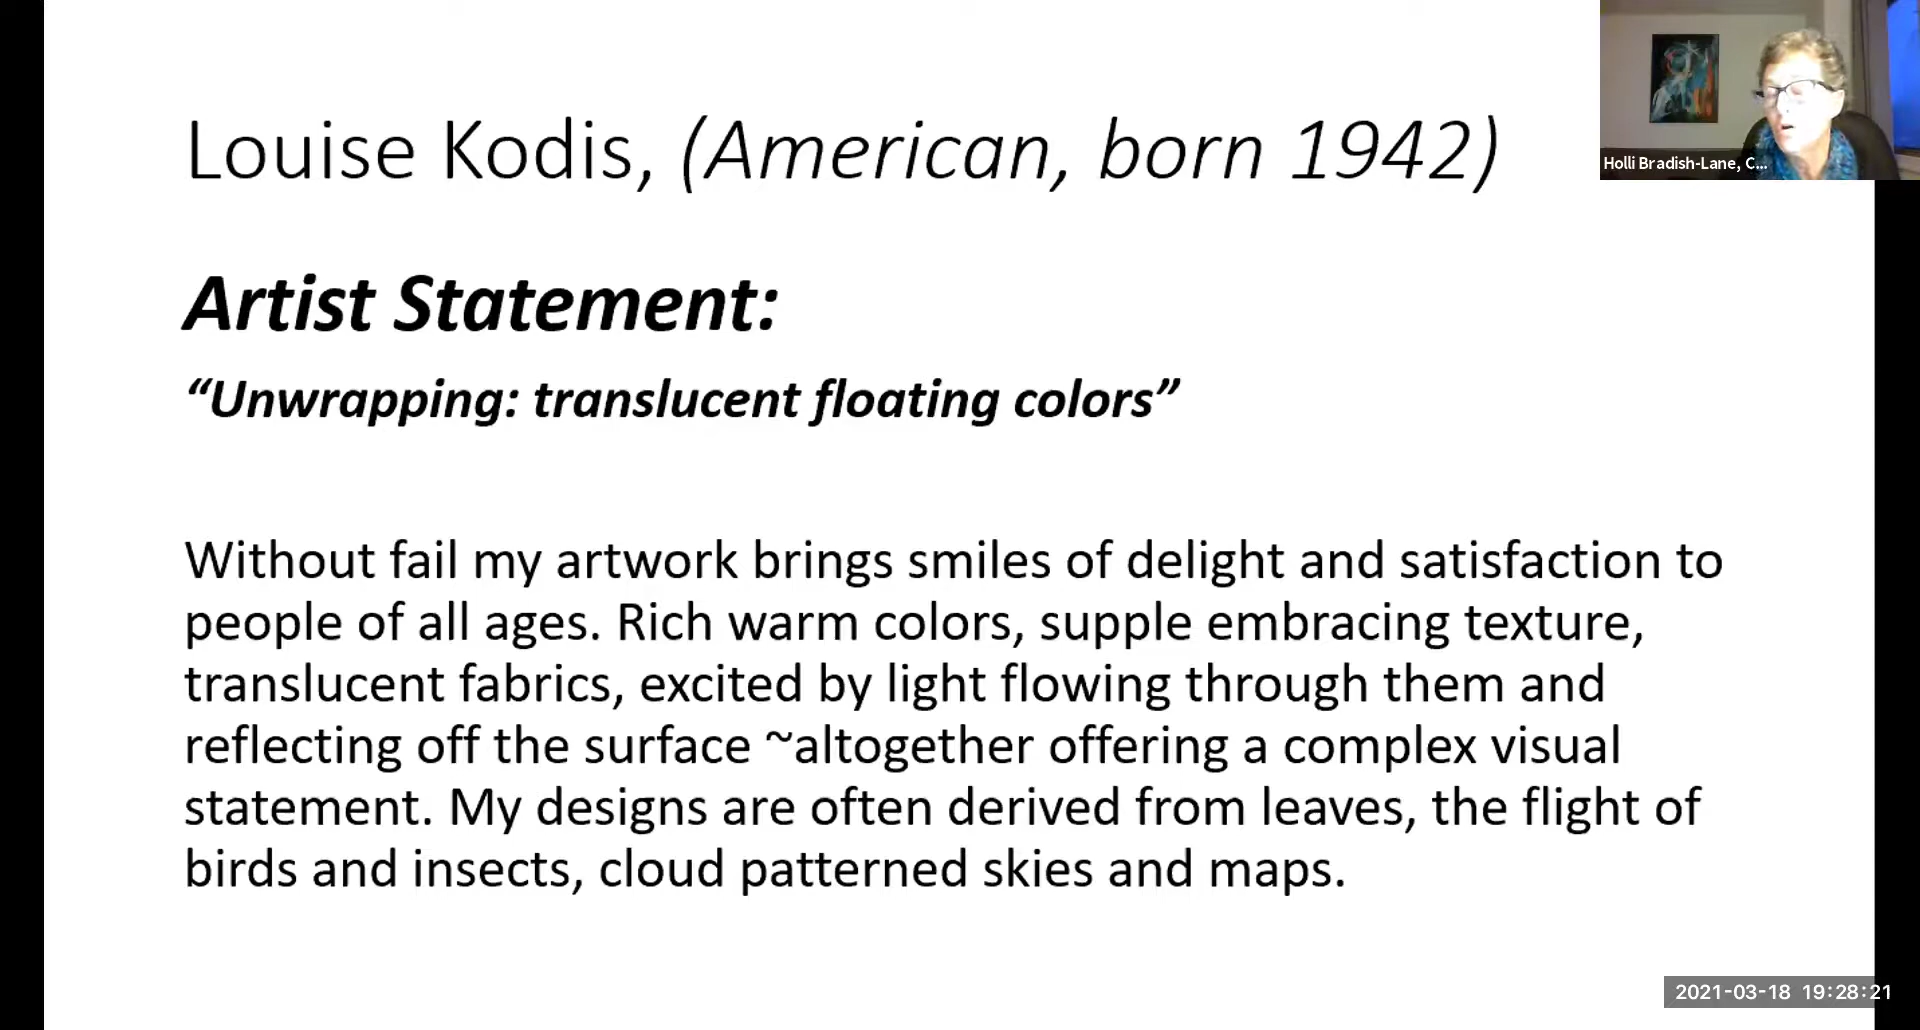 Louise Kodis, (American, born 1942)
Holli Bradish-Lane, C...
Artist Statement:
“Unwrapping: translucent floating colors”
Without fail my artwork brings smiles of delight and satisfaction to
people of all ages. Rich warm colors, supple embracing texture,
translucent fabrics, excited by light flowing through them and
reflecting off the surface ~altogether offering a complex visual
statement. My designs are often derived from leaves, the flight of
birds and insects, cloud patterned skies and maps.
2021-03-18 19:28:21